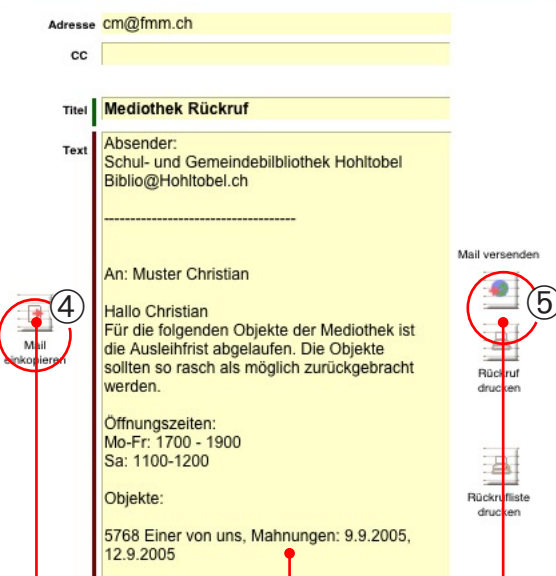 Adresse cm@fmm.ch
CC
Titel Mediothek Rückruf
Text Absender:
Schul- und Gemeindebilbliothek Hohltobel
Biblio@Hohltobel.ch
-------------------------------------
An: Muster Christian
Hallo Christian
Für die folgenden Objekte der Mediothek ist
die Ausleihfrist abgelaufen. Die Objekte
sollten so rasch als möglich zurückgebracht
werden.
Öffnungszeiten:
Mo-Fr: 1700 - 1900
Sa: 1100-1200
Objekte:
5768 Einer von uns, Mahnungen: 9.9.2005,
12.9.2005
④
Mail
einkopieren
Mail versenden
⑤
Rückruf
drucken
Rückrufliste
drucken